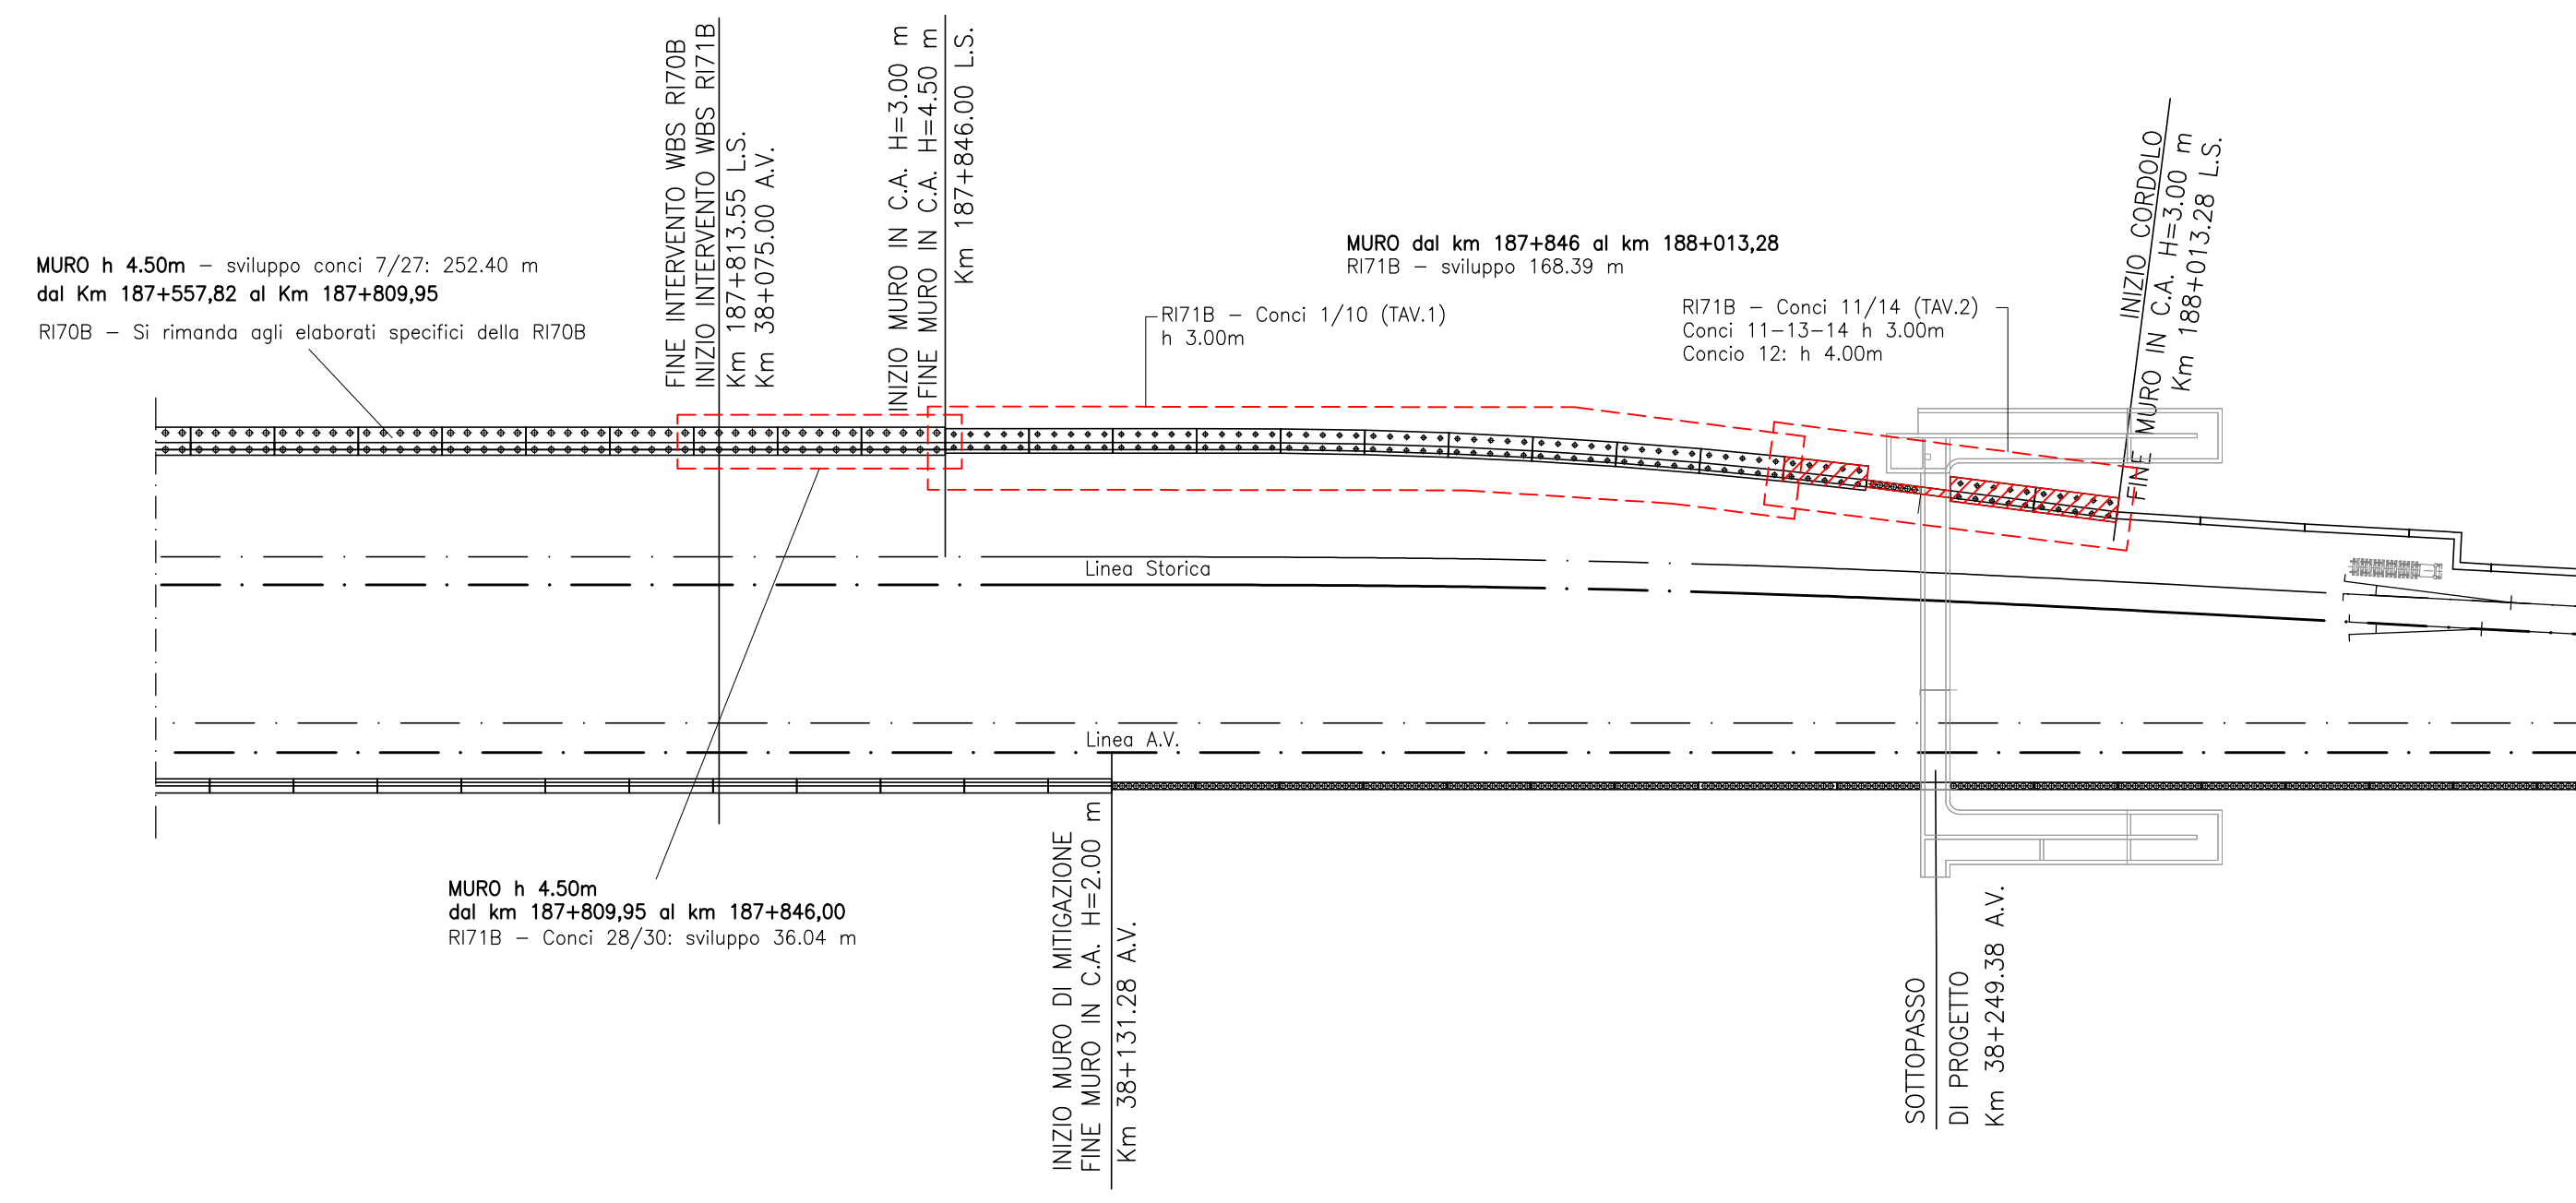 FINE INTERVENTO WBS RI70B
INIZIO INTERVENTO WBS RI71B
Km 187+813.55 L.S.
Km 38+075.00 A.V.
INIZIO MURO IN C.A. H=3.00 m
FINE MURO IN C.A. H=4.50 m
Km 187+846.00 L.S.
INIZIO CORDOLO
FINE MURO IN C.A. H=3.00 m
Km 188+013.28 L.S.
MURO h 4.50m – sviluppo conci 7/27: 252.40 m
dal Km 187+557,82 al Km 187+809,95
RI70B – Si rimanda agli elaborati specifici della RI70B
MURO dal km 187+846 al km 188+013,28
RI71B – sviluppo 168.39 m
RI71B – Conci 1/10 (TAV.1)
h 3.00m
RI71B – Conci 11/14 (TAV.2)
Conci 11–13–14 h 3.00m
Concio 12: h 4.00m
Linea Storica
Linea A.V.
MURO h 4.50m
dal km 187+809,95 al km 187+846,00
RI71B – Conci 28/30: sviluppo 36.04 m
INIZIO MURO DI MITIGAZIONE
FINE MURO IN C.A. H=2.00 m
Km 38+131.28 A.V.
SOTTOPASSO
DI PROGETTO
Km 38+249.38 A.V.